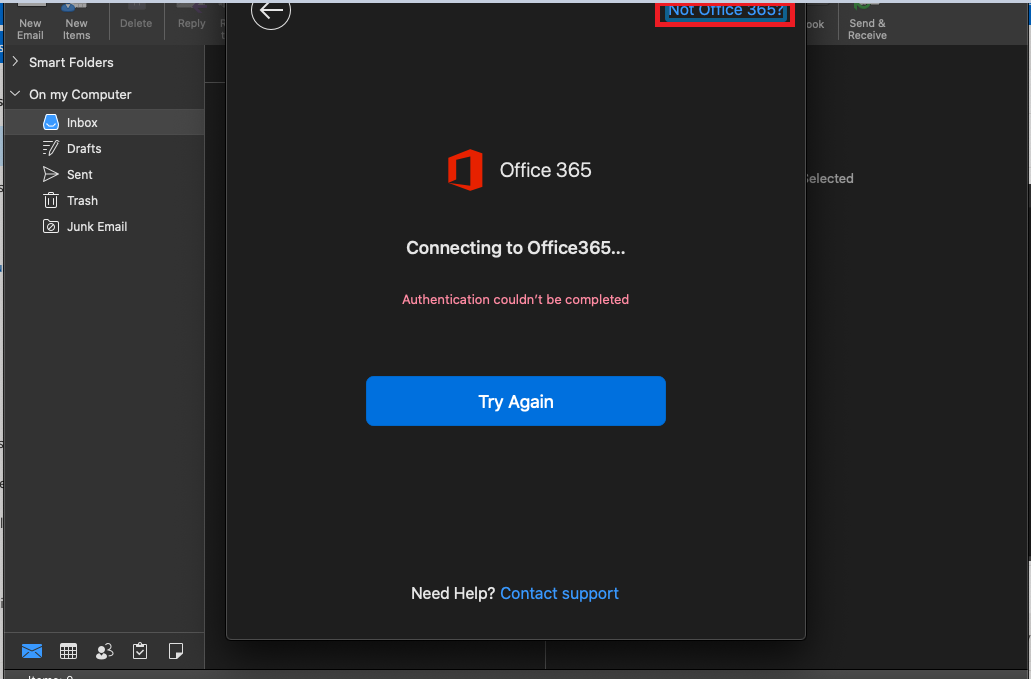 Not Office 365?
New
Email
New
Items
Delete
Reply
ook
Send &
Receive
Smart Folders
On my Computer
Inbox
Drafts
Sent
Trash
Junk Email
Selected
Office 365
Connecting to Office365...
Authentication couldn't be completed
Try Again
Need Help? Contact support